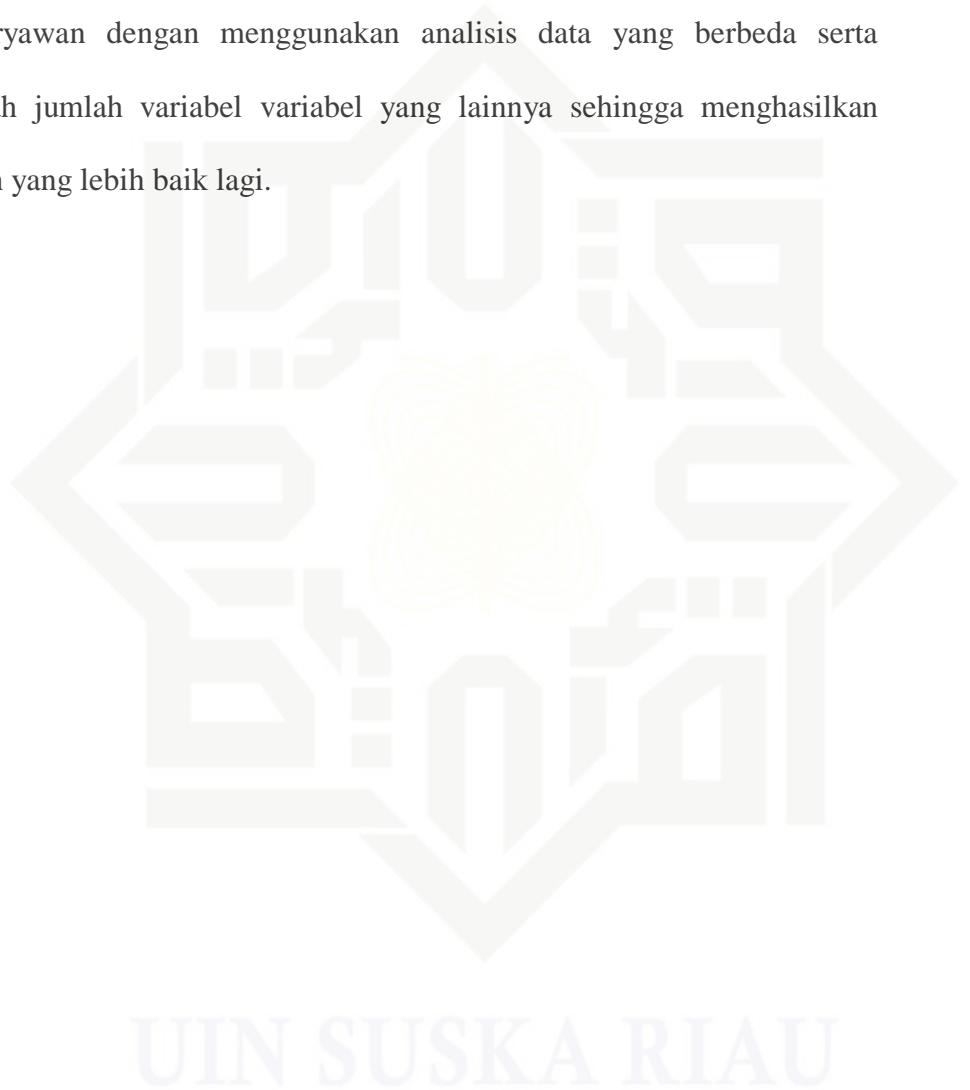 ryawan dengan menggunakan analisis data yang berbeda serta
h jumlah variabel variabel yang lainnya sehingga menghasilkan
yang lebih baik lagi.
UIN SUSKA RIAU